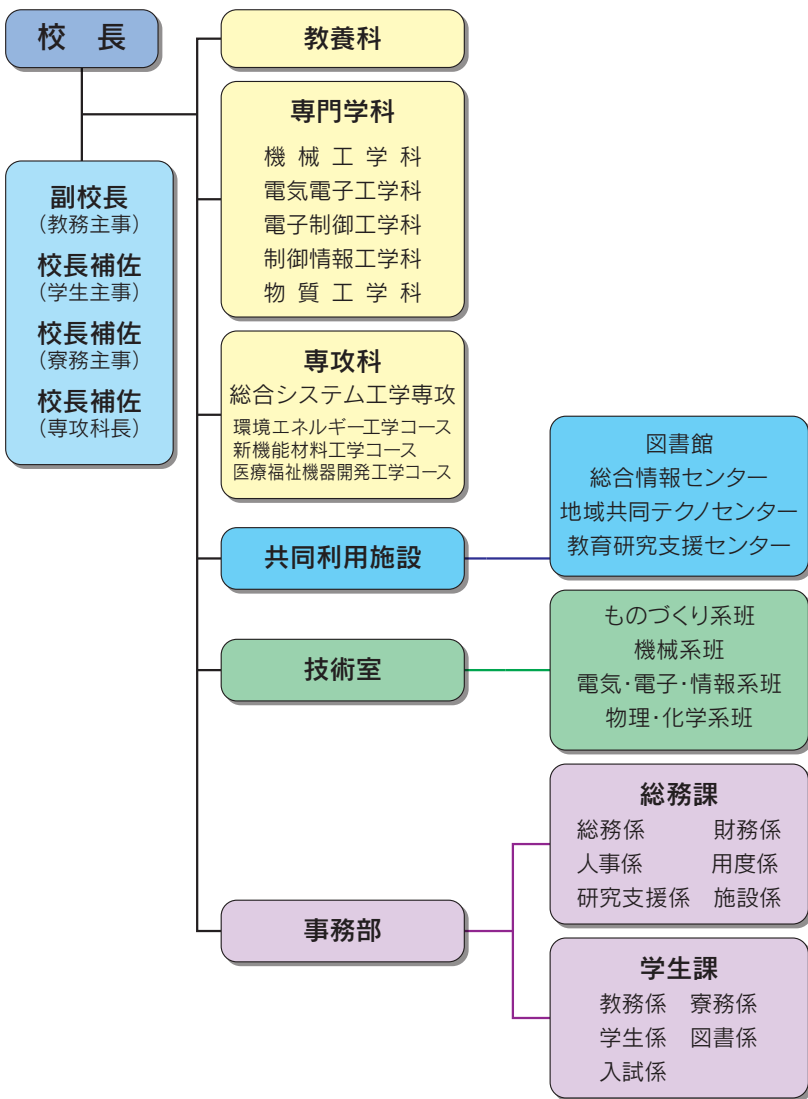 校長
副校長
(教務主事)
校長補佐
(学生主事)
校長補佐
(寮務主事)
校長補佐
(専攻科長)
教養科
専門学科
機械工学科
電気電子工学科
電子制御工学科
制御情報工学科
物質工学科
専攻科
総合システム工学専攻
環境エネルギー工学コース
新機能材料工学コース
医療福祉機器開発工学コース
共同利用施設
図書館
総合情報センター
地域共同テクノセンター
教育研究支援センター
技術室
ものづくり系班
機械系班
電気・電子・情報系班
物理・化学系班
事務部
総務課
総務係 財務係
人事係 用度係
研究支援係 施設係
学生課
教務係 寮務係
学生係 図書係
入試係